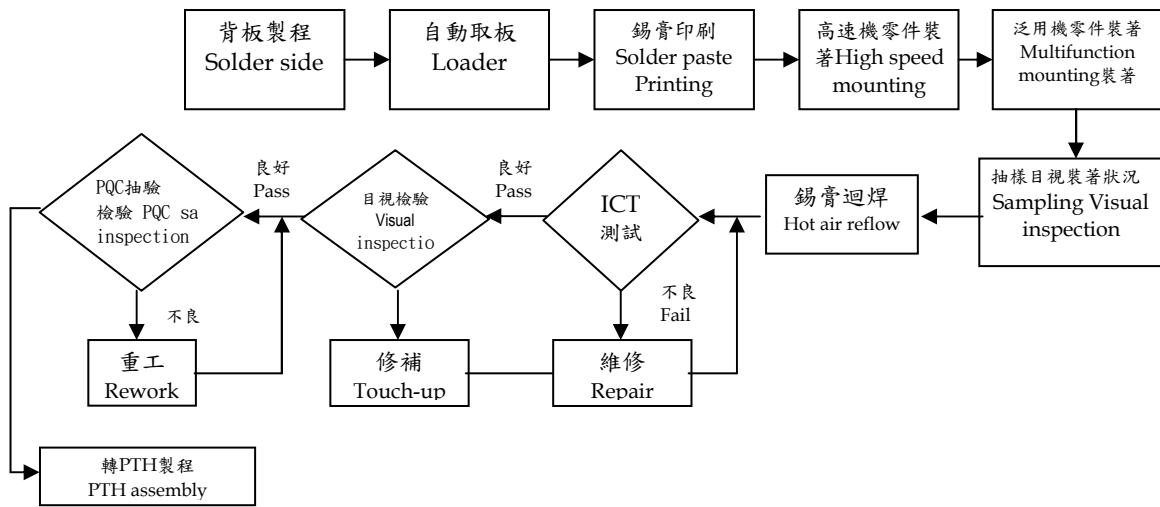 背板製程
Solder side
自動取板
Loader
錫膏印刷
Solder paste
Printing
高速機零件裝
著High speed
mounting
泛用機零件裝著
Multifunction
mounting裝著
抽樣目視裝著狀況
Sampling Visual
inspection
錫膏迴焊
Hot air reflow
ICT
測試
良好
Pass
不良
Fail
維修
Repair
目視檢驗
Visual
inspectio
良好
Pass
修補
Touch-up
PQC抽驗
檢驗 PQC sa
inspection
不良
重工
Rework
轉PTH製程
PTH assembly